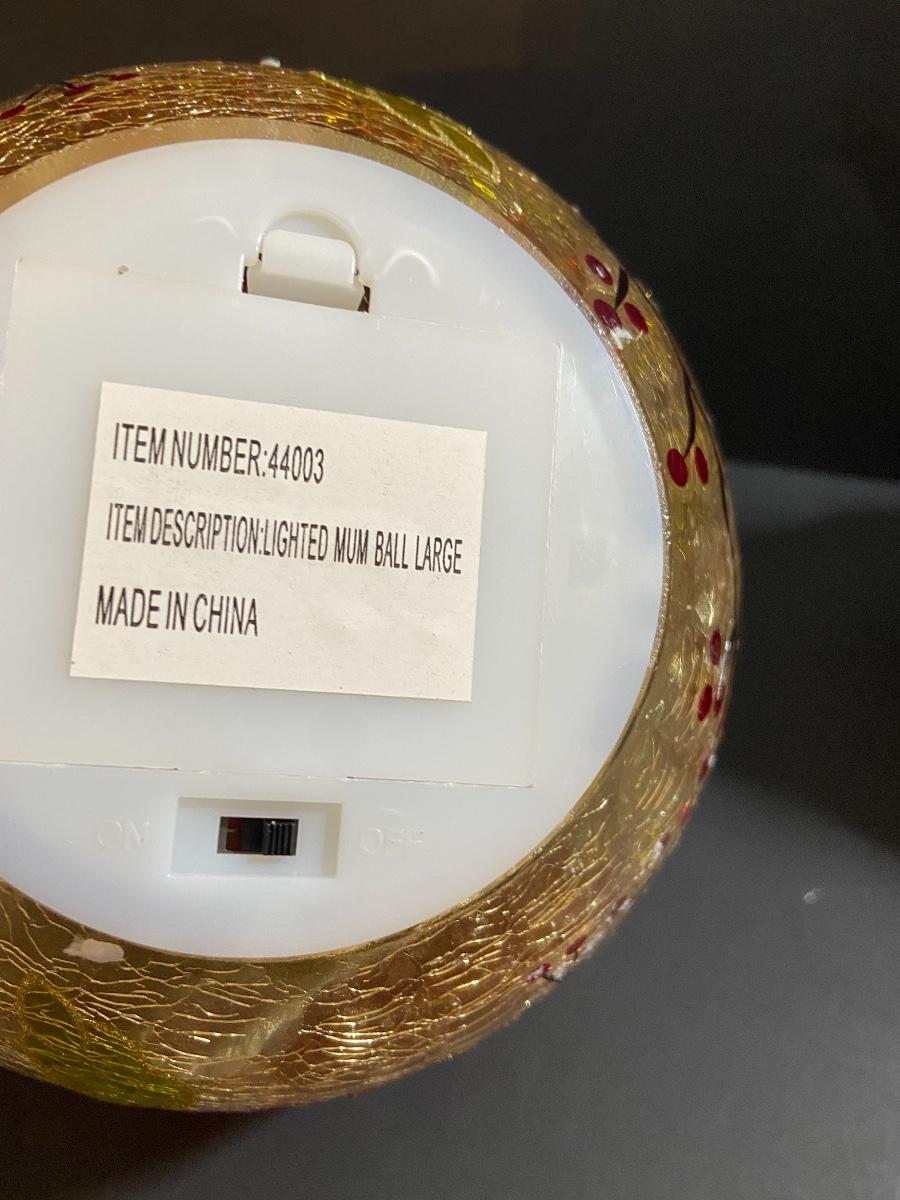 ITEM NUMBER:44003
ITEM DESCRIPTION:LIGHTED MUM BALL LARGE
MADE IN CHINA
ON OFF